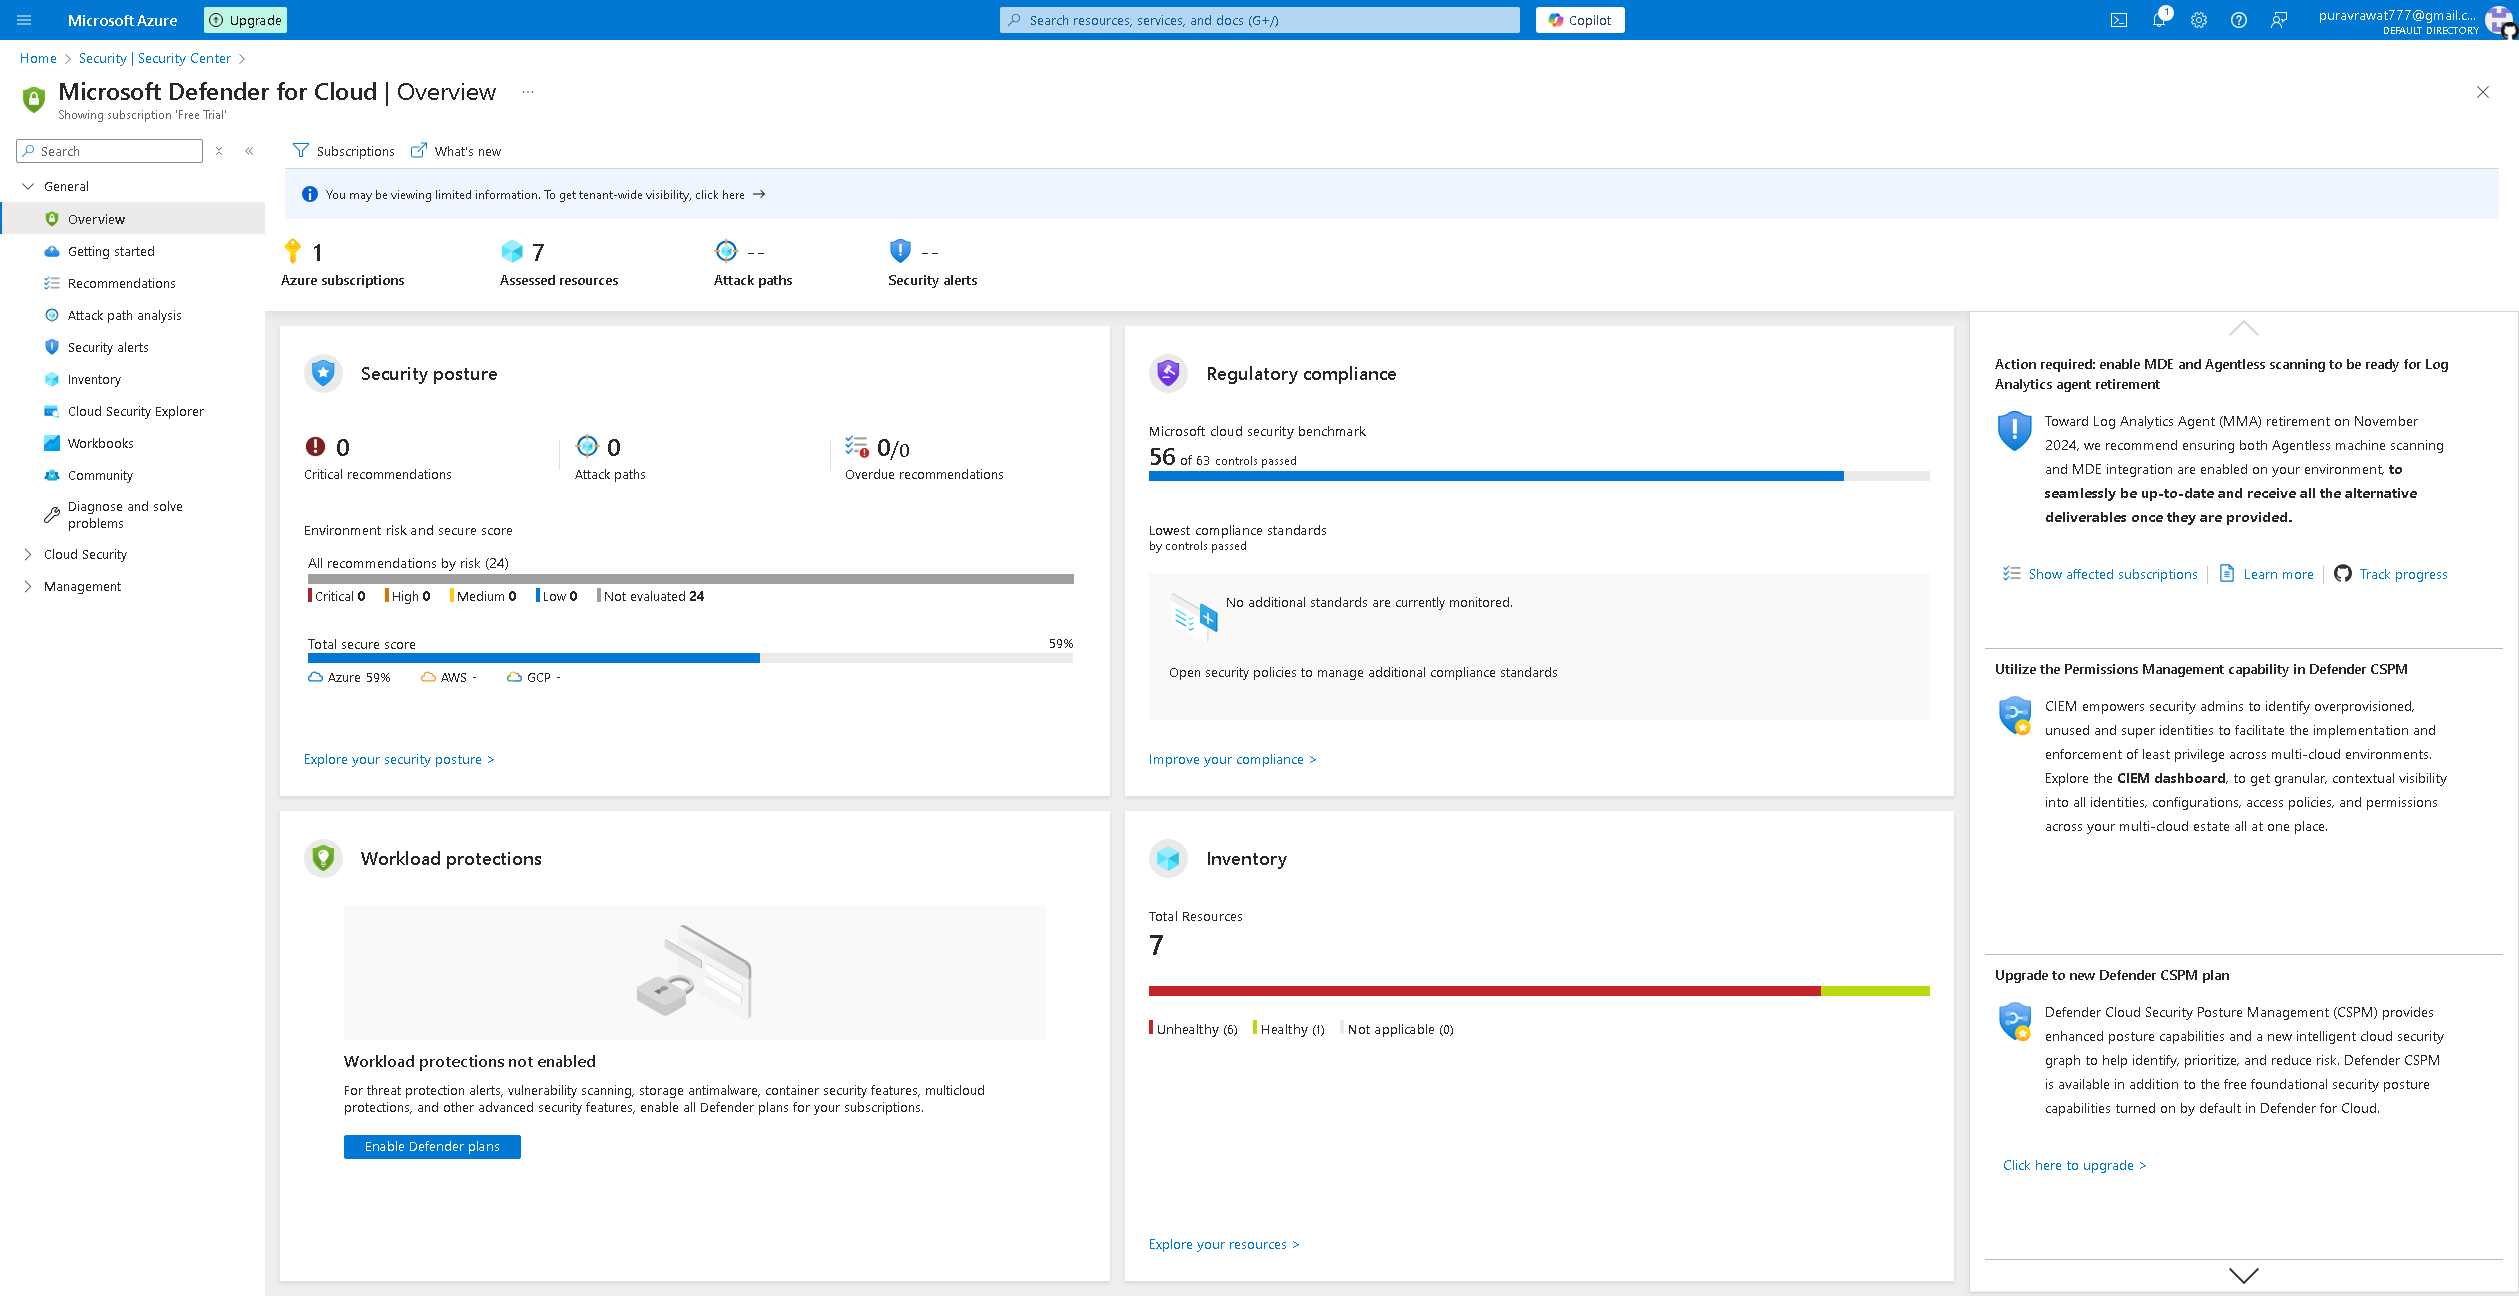 Microsoft Azure
Upgrade
Search resources, services, and docs (G+/)
Copilot
1
puravrawat777@gmail.c...
DEFAULT DIRECTORY
Home > Security | Security Center >
Microsoft Defender for Cloud | Overview ...
Showing subscription 'Free Trial'
Search
General
Overview
Getting started
Recommendations
Attack path analysis
Security alerts
Inventory
Cloud Security Explorer
Workbooks
Community
Diagnose and solve
problems
Cloud Security
Management
Subscriptions
What's new
You may be viewing limited information. To get tenant-wide visibility, click here →
1
Azure subscriptions
7
Assessed resources
--
Attack paths
--
Security alerts
Security posture
0
Critical recommendations
0
Attack paths
0/0
Overdue recommendations
Environment risk and secure score
All recommendations by risk (24)
Critical 0 High 0 Medium 0 Low 0 Not evaluated 24
Total secure score 59%
Azure 59% AWS - GCP -
Explore your security posture >
Regulatory compliance
Microsoft cloud security benchmark
56 of 63 controls passed
Lowest compliance standards
by controls passed
No additional standards are currently monitored.
Open security policies to manage additional compliance standards
Improve your compliance >
Workload protections
Workload protections not enabled
For threat protection alerts, vulnerability scanning, storage antimalware, container security features, multicloud
protections, and other advanced security features, enable all Defender plans for your subscriptions.
Enable Defender plans
Inventory
Total Resources
7
Unhealthy (6) Healthy (1) Not applicable (0)
Explore your resources >
Action required: enable MDE and Agentless scanning to be ready for Log
Analytics agent retirement
Toward Log Analytics Agent (MMA) retirement on November
2024, we recommend ensuring both Agentless machine scanning
and MDE integration are enabled on your environment, to
seamlessly be up-to-date and receive all the alternative
deliverables once they are provided.
Show affected subscriptions
Learn more
Track progress
Utilize the Permissions Management capability in Defender CSPM
CIEM empowers security admins to identify overprovisioned,
unused and super identities to facilitate the implementation and
enforcement of least privilege across multi-cloud environments.
Explore the CIEM dashboard, to get granular, contextual visibility
into all identities, configurations, access policies, and permissions
across your multi-cloud estate all at one place.
Upgrade to new Defender CSPM plan
Defender Cloud Security Posture Management (CSPM) provides
enhanced posture capabilities and a new intelligent cloud security
graph to help identify, prioritize, and reduce risk. Defender CSPM
is available in addition to the free foundational security posture
capabilities turned on by default in Defender for Cloud.
Click here to upgrade >